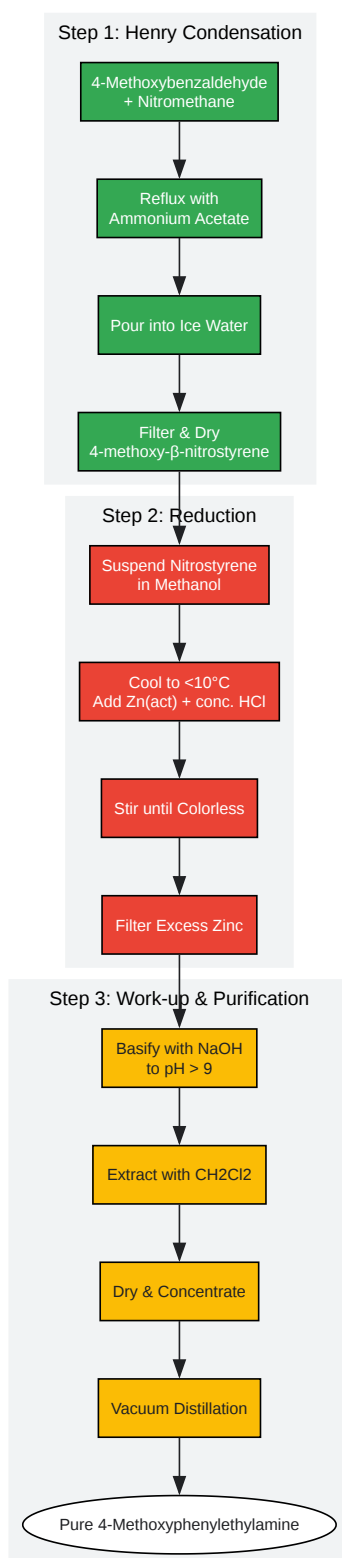 Step 1: Henry Condensation
4-Methoxybenzaldehyde
+ Nitromethane
Reflux with
Ammonium Acetate
Pour into Ice Water
Filter & Dry
4-methoxy-β-nitrostyrene
Step 2: Reduction
Suspend Nitrostyrene
in Methanol
Cool to <10°C
Add Zn(act) + conc. HCl
Stir until Colorless
Filter Excess Zinc
Step 3: Work-up & Purification
Basify with NaOH
to pH > 9
Extract with CH2Cl2
Dry & Concentrate
Vacuum Distillation
Pure 4-Methoxyphenylethylamine